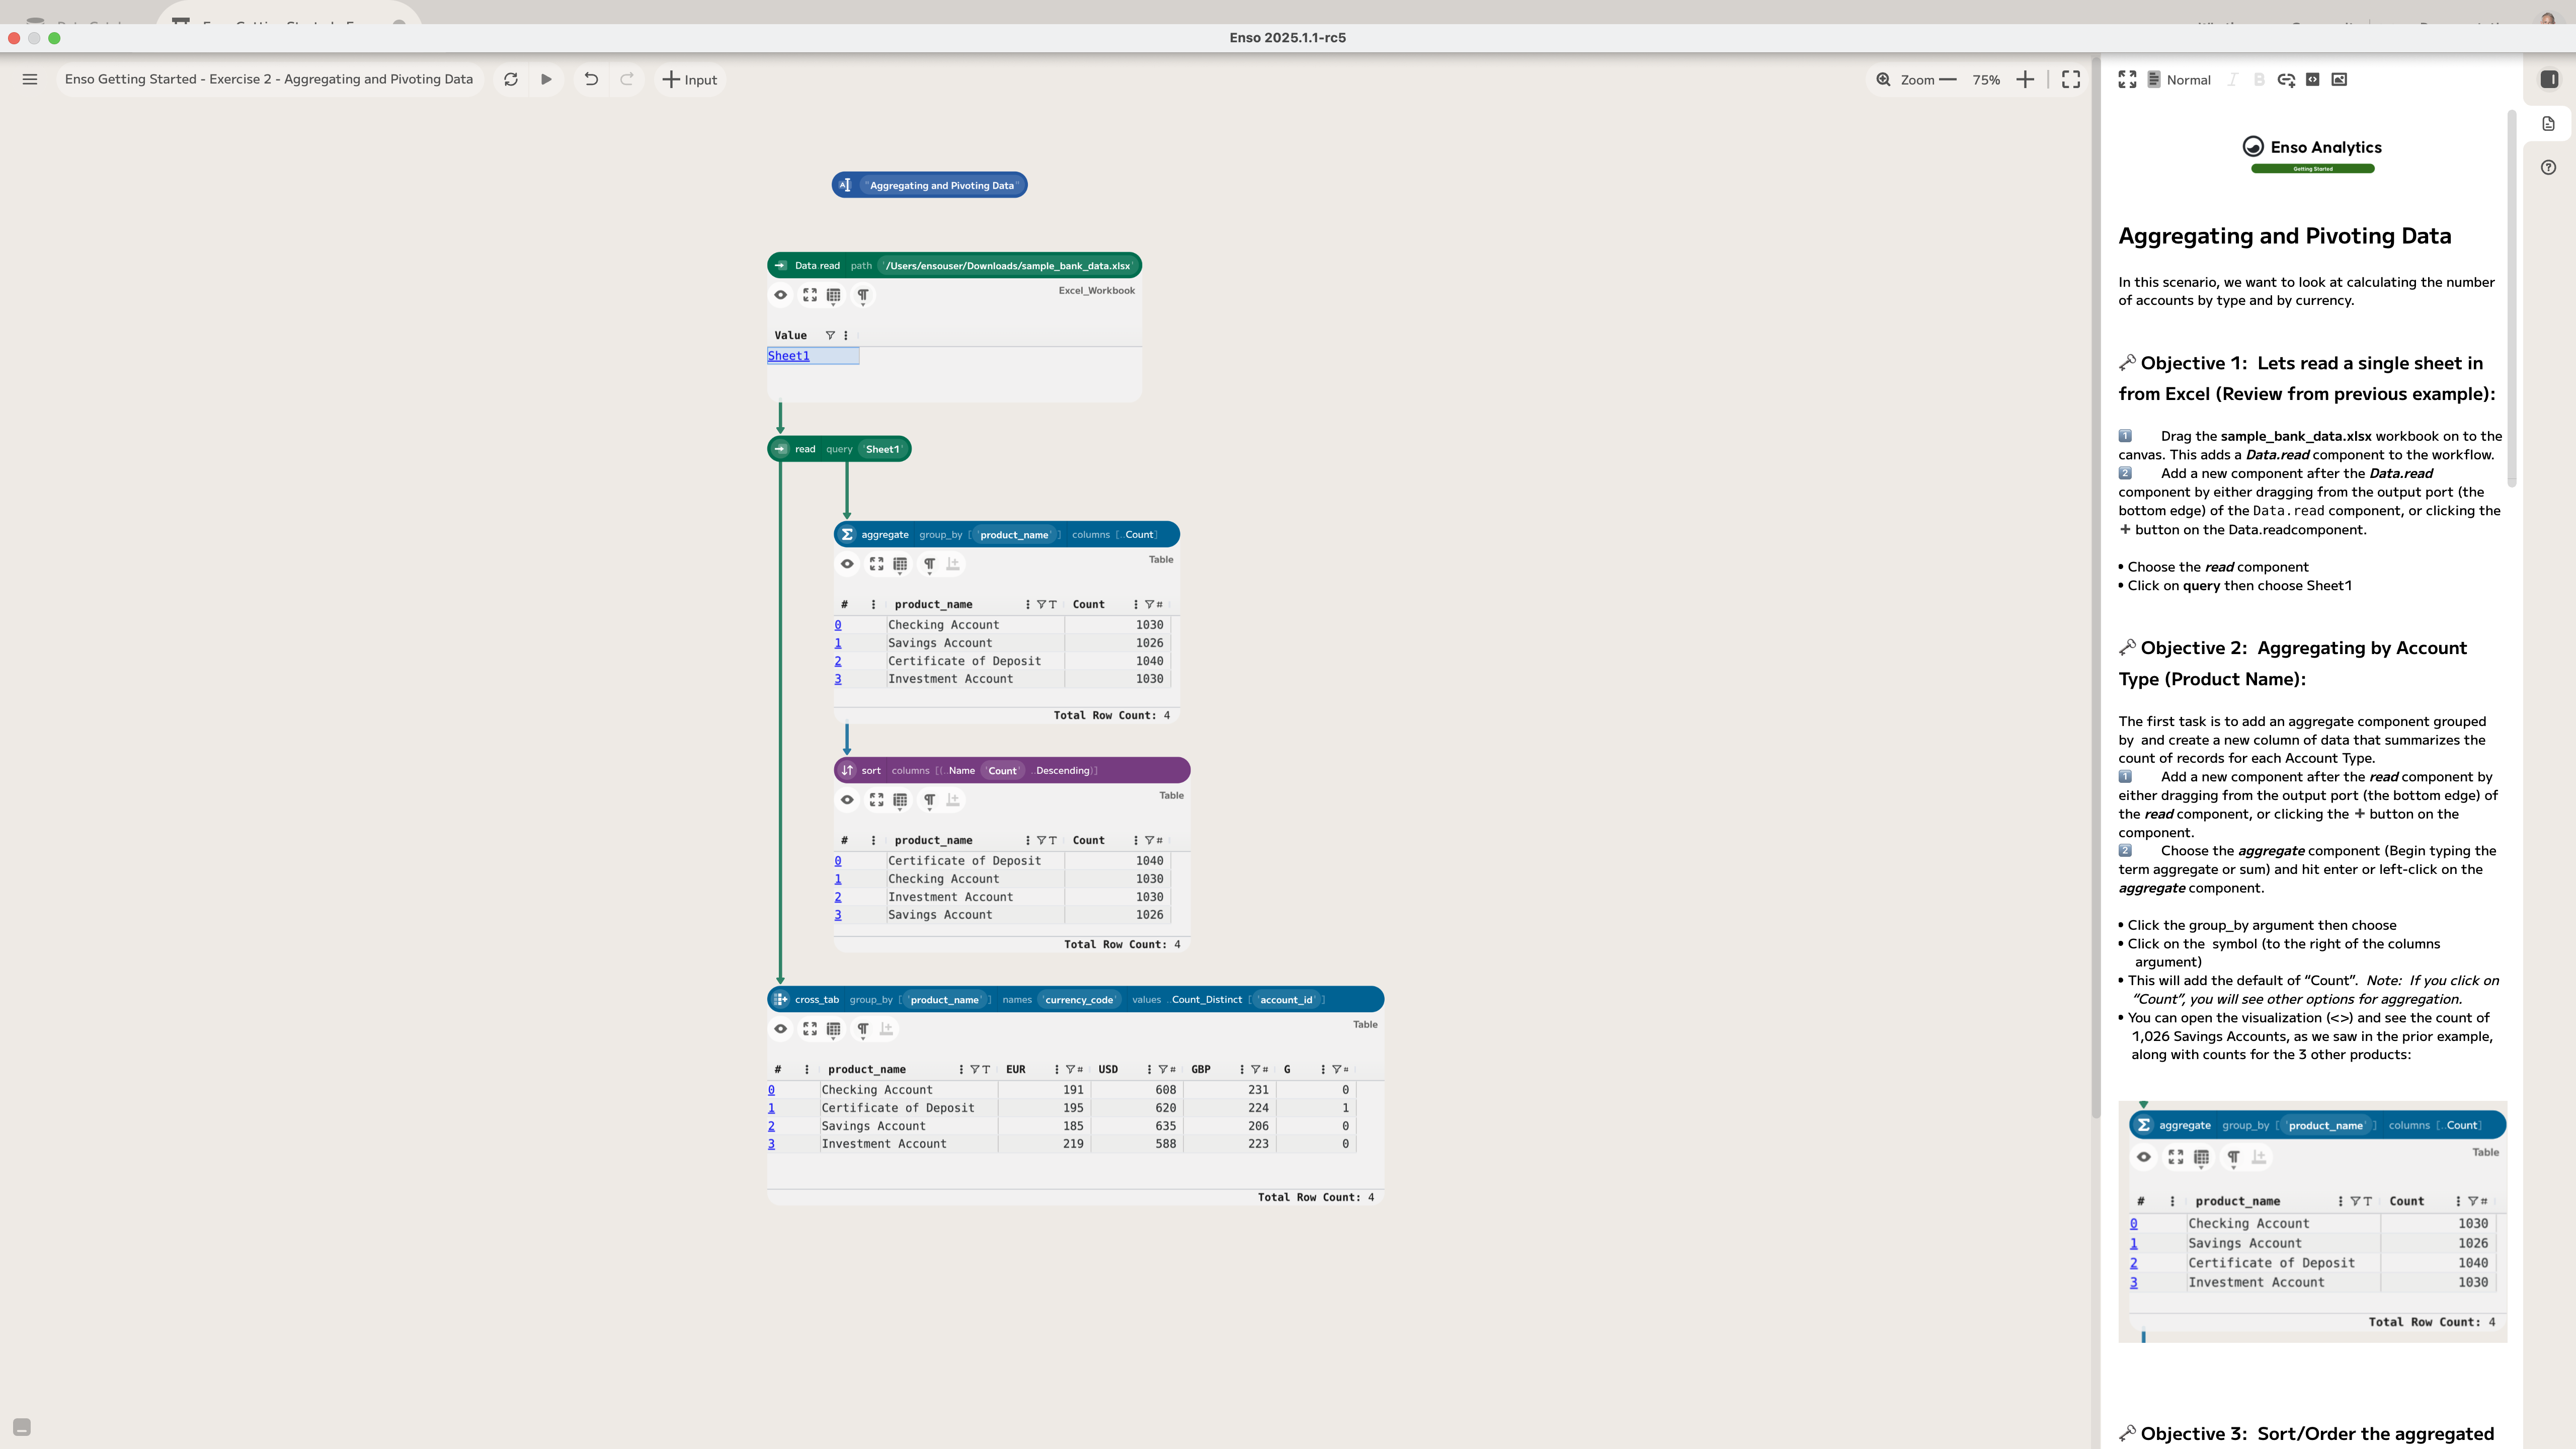 Enso 2025.1.1-rc5
Enso Getting Started - Exercise 2 - Aggregating and Pivoting Data
Input
Zoom
75%
Normal
"Aggregating and Pivoting Data"
Data read path '/Users/ensouser/Downloads/sample_bank_data.xlsx'
Excel_Workbook
Value
Sheet1
read query 'Sheet1'
aggregate group_by ['product_name'] columns [..Count]
Table
# product_name Count
0 Checking Account 1030
1 Savings Account 1026
2 Certificate of Deposit 1040
3 Investment Account 1030
Total Row Count: 4
sort columns [(..Name 'Count' ..Descending)]
Table
# product_name Count
0 Certificate of Deposit 1040
1 Checking Account 1030
2 Investment Account 1030
3 Savings Account 1026
Total Row Count: 4
cross_tab group_by ['product_name'] names 'currency_code' values ..Count_Distinct ['account_id']
Table
# product_name EUR USD GBP G
0 Checking Account 191 608 231 0
1 Certificate of Deposit 195 620 224 1
2 Savings Account 185 635 206 0
3 Investment Account 219 588 223 0
Total Row Count: 4
Enso Analytics
Getting Started
Aggregating and Pivoting Data
In this scenario, we want to look at calculating the number
of accounts by type and by currency.
Objective 1: Lets read a single sheet in
from Excel (Review from previous example):
1 Drag the sample_bank_data.xlsx workbook on to the
canvas. This adds a Data.read component to the workflow.
2 Add a new component after the Data.read
component by either dragging from the output port (the
bottom edge) of the Data.read component, or clicking the
+ button on the Data.readcomponent.
• Choose the read component
• Click on query then choose Sheet1
Objective 2: Aggregating by Account
Type (Product Name):
The first task is to add an aggregate component grouped
by and create a new column of data that summarizes the
count of records for each Account Type.
1 Add a new component after the read component by
either dragging from the output port (the bottom edge) of
the read component, or clicking the + button on the
component.
2 Choose the aggregate component (Begin typing the
term aggregate or sum) and hit enter or left-click on the
aggregate component.
• Click the group_by argument then choose
• Click on the symbol (to the right of the columns
argument)
• This will add the default of “Count”. Note: If you click on
“Count”, you will see other options for aggregation.
• You can open the visualization (<>) and see the count of
1,026 Savings Accounts, as we saw in the prior example,
along with counts for the 3 other products:
aggregate group_by ['product_name'] columns [..Count]
Table
# product_name Count
0 Checking Account 1030
1 Savings Account 1026
2 Certificate of Deposit 1040
3 Investment Account 1030
Total Row Count: 4
Objective 3: Sort/Order the aggregated